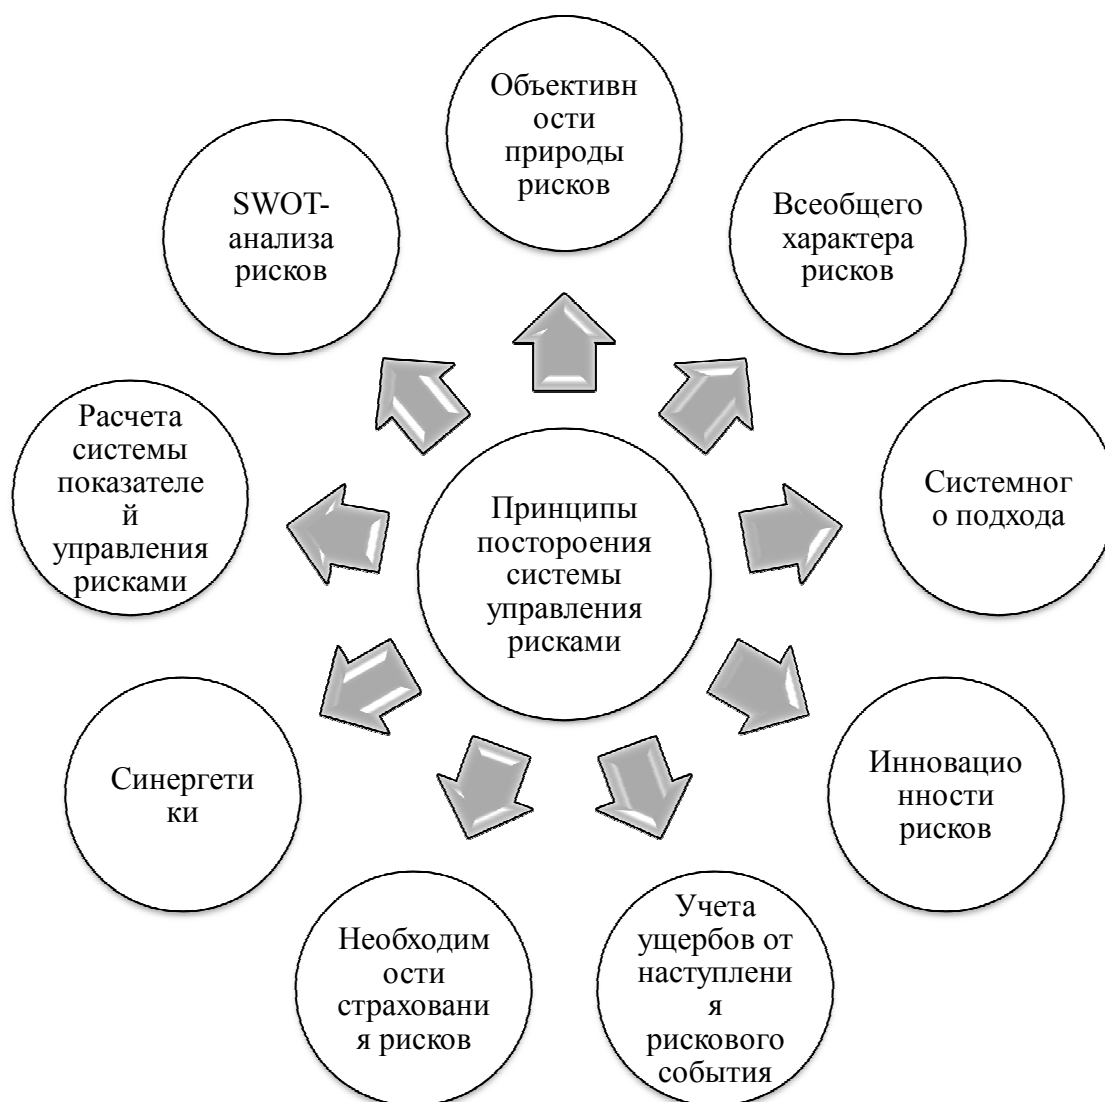 Объективн
ости
природы
рисков
Всеобщего
характера
рисков
Системног
о подхода
Инновацио
нности
рисков
Учета
ущербов от
наступлени
я
рискового
события
Необходим
ости
страховани
я рисков
Синергети
ки
Расчета
системы
показателе
й
управления
рисками
SWOT-
анализа
рисков
Принципы
постороения
системы
управления
рисками